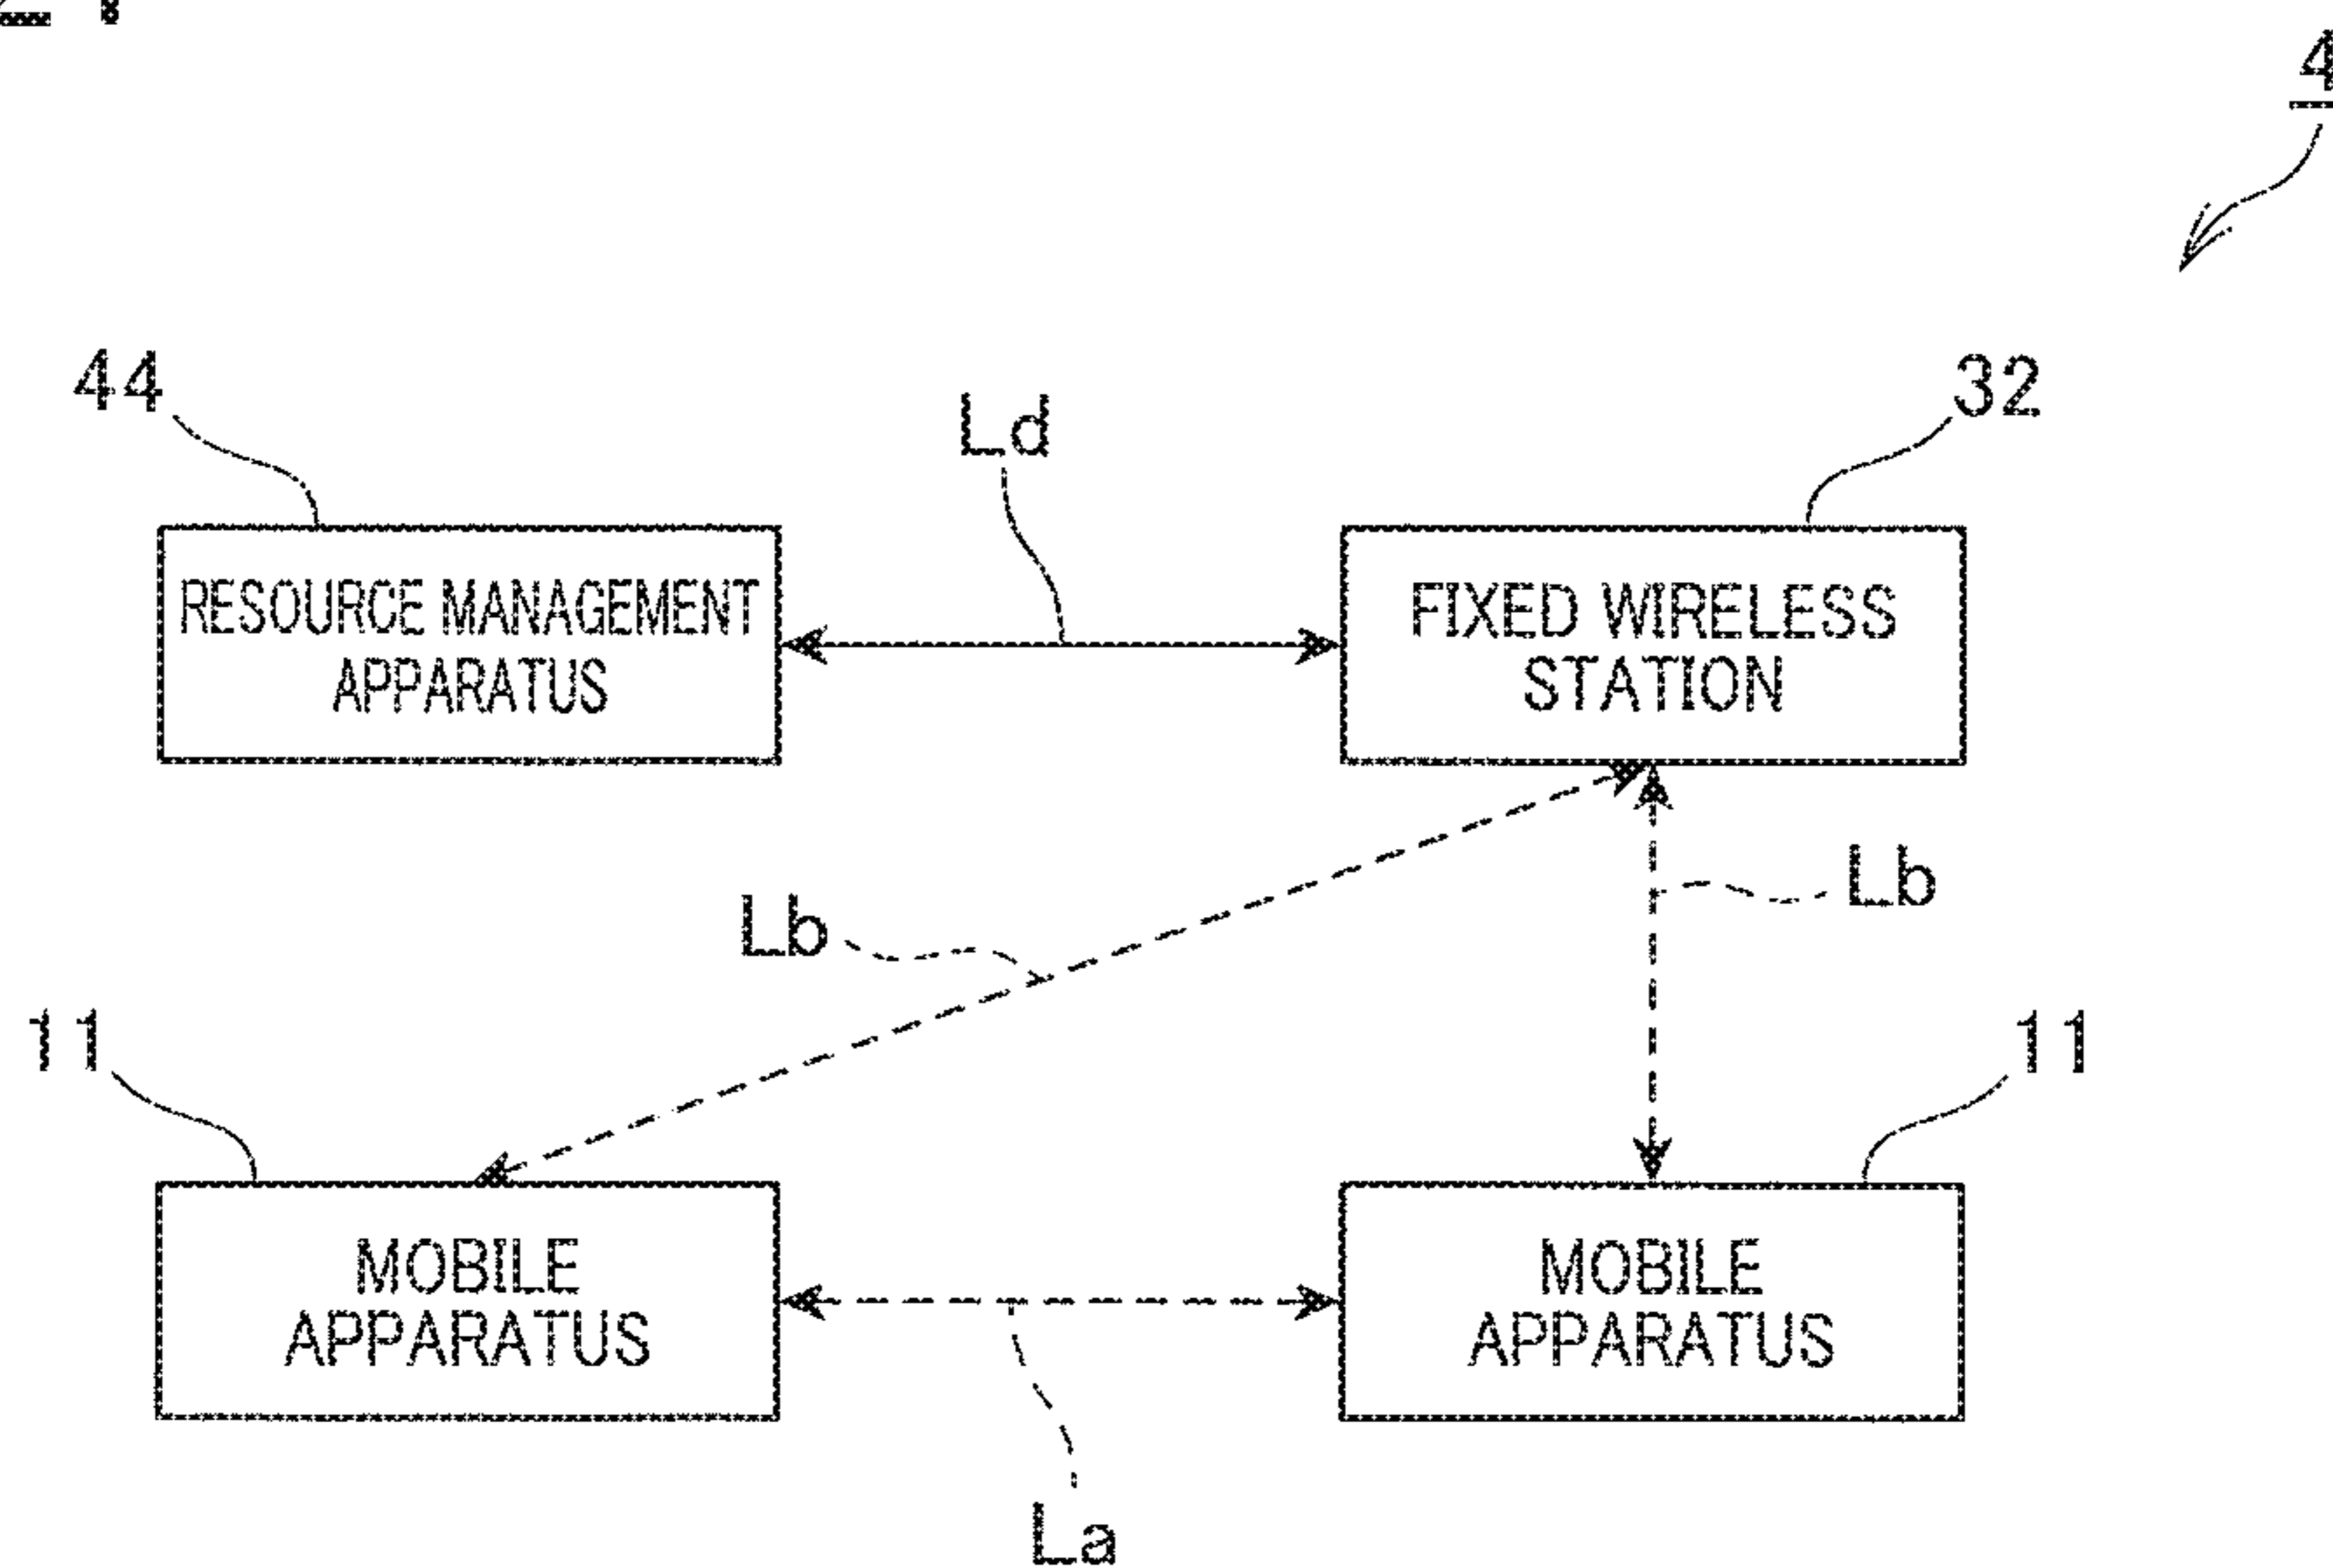 4
44
Ld
32
RESOURCE MANAGEMENT
APPARATUS
FIXED WIRELESS
STATION
Lb
Lb
11
11
MOBILE
APPARATUS
MOBILE
APPARATUS
La